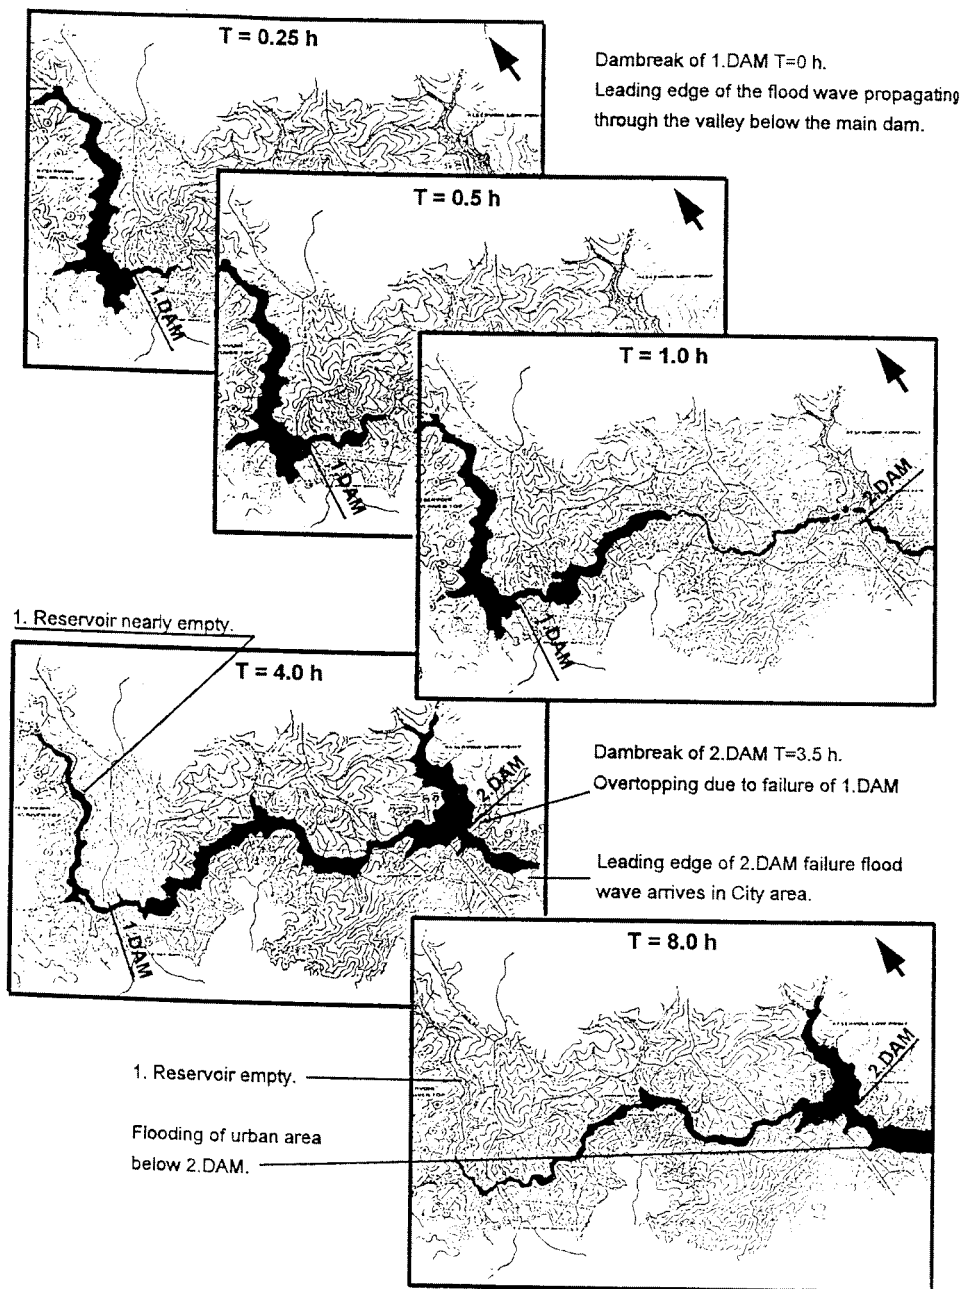 T = 0.25 h
Dambreak of 1.DAM T=0 h.
Leading edge of the flood wave propagating
through the valley below the main dam.
1.DAM
T = 0.5 h
1.DAM
T = 1.0 h
2.DAM
1.DAM
1. Reservoir nearly empty.
T = 4.0 h
2.DAM
1.DAM
Dambreak of 2.DAM T=3.5 h.
Overtopping due to failure of 1.DAM
Leading edge of 2.DAM failure flood
wave arrives in City area.
T = 8.0 h
2.DAM
1. Reservoir empty.
Flooding of urban area
below 2.DAM.